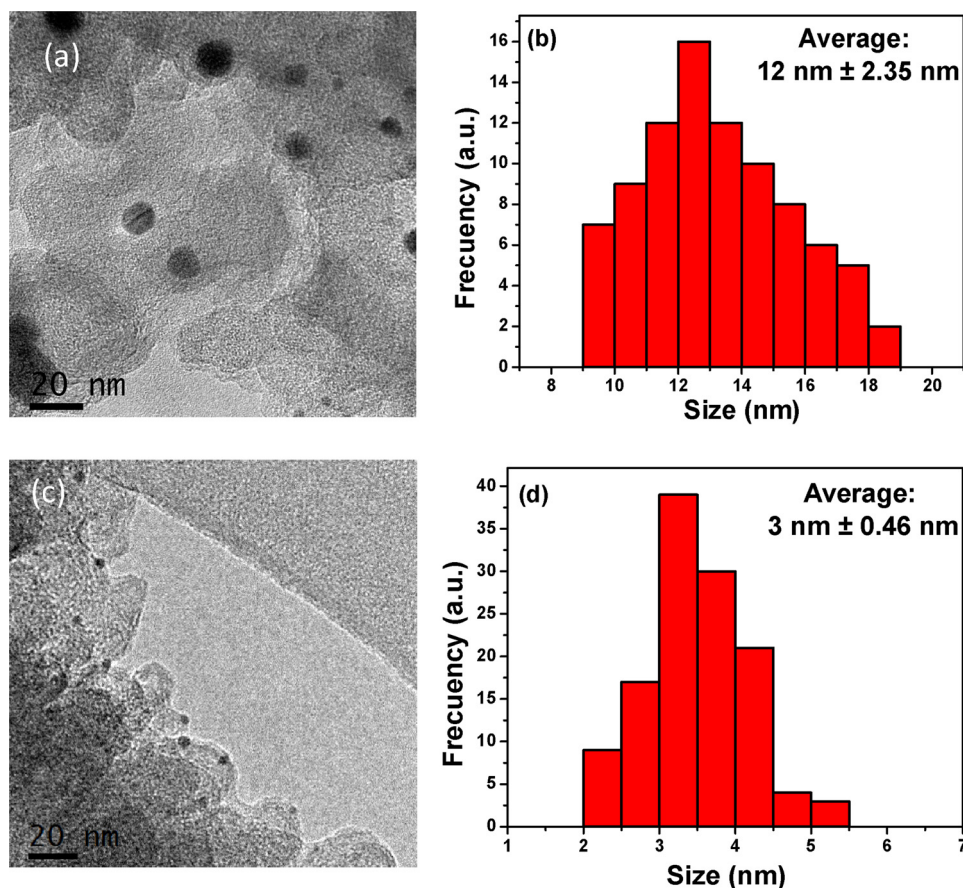 (a)
20 nm
(b)
Average:
12 nm ± 2.35 nm
Frecuency (a.u.)
16
14
12
10
8
6
4
2
0
8 10 12 14 16 18 20
Size (nm)
(c)
20 nm
(d)
Average:
3 nm ± 0.46 nm
Frecuency (a.u.)
40
35
30
25
20
15
10
5
0
1 2 3 4 5 6 7
Size (nm)